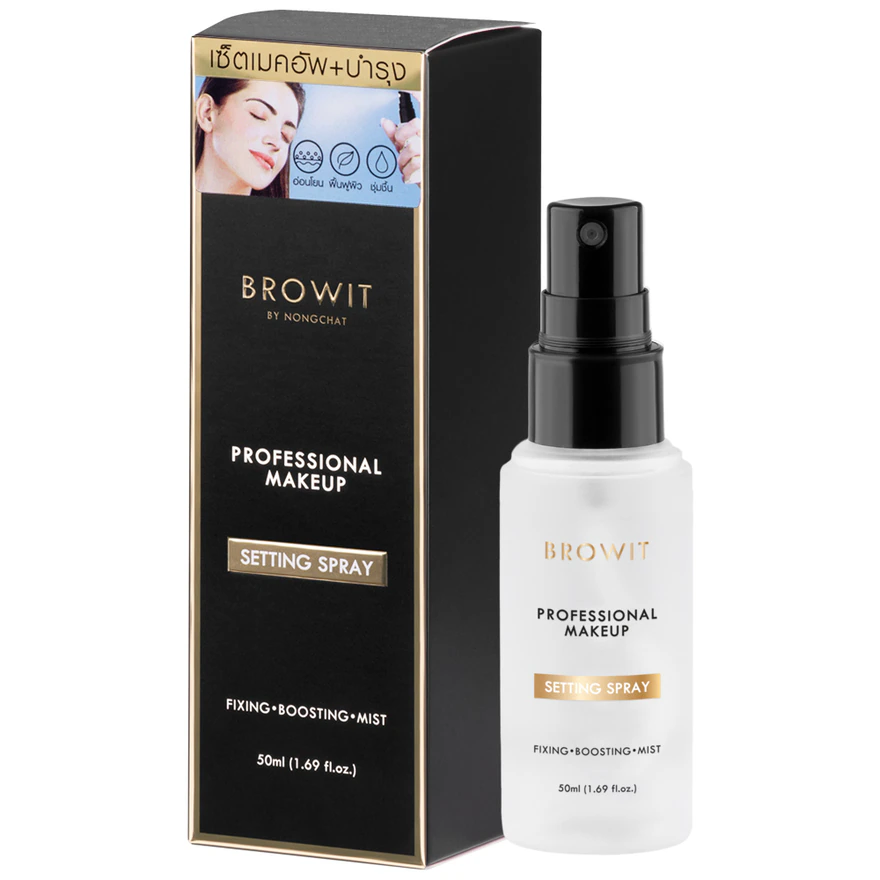 เซ็ตเมคอัพ+บำรุง
อ่อนโยน ฟื้นฟูผิว ชุ่มชื้น
BROWIT
BY NONGCHAT
PROFESSIONAL
MAKEUP
SETTING SPRAY
FIXING•BOOSTING•MIST
50ml (1.69 fl.oz.)
BROWIT
PROFESSIONAL
MAKEUP
SETTING SPRAY
FIXING•BOOSTING•MIST
50ml (1.69 fl.oz.)